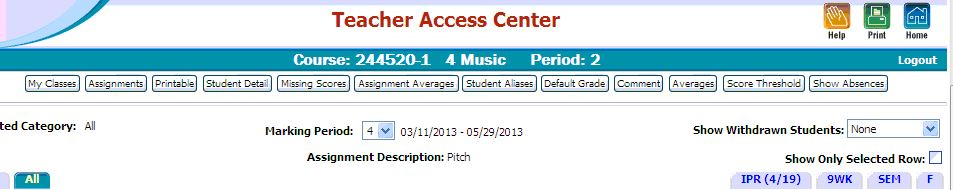 Teacher Access Center
Help Print Home
Course: 244520-1 4 Music Period: 2 Logout
My Classes Assignments Printable Student Detail Missing Scores Assignment Averages Student Aliases Default Grade Comment Averages Score Threshold Show Absences
ted Category: All Marking Period: 4 03/11/2013 - 05/29/2013 Show Withdrawn Students: None
Assignment Description: Pitch Show Only Selected Row:
All IPR (4/19) 9WK SEM F